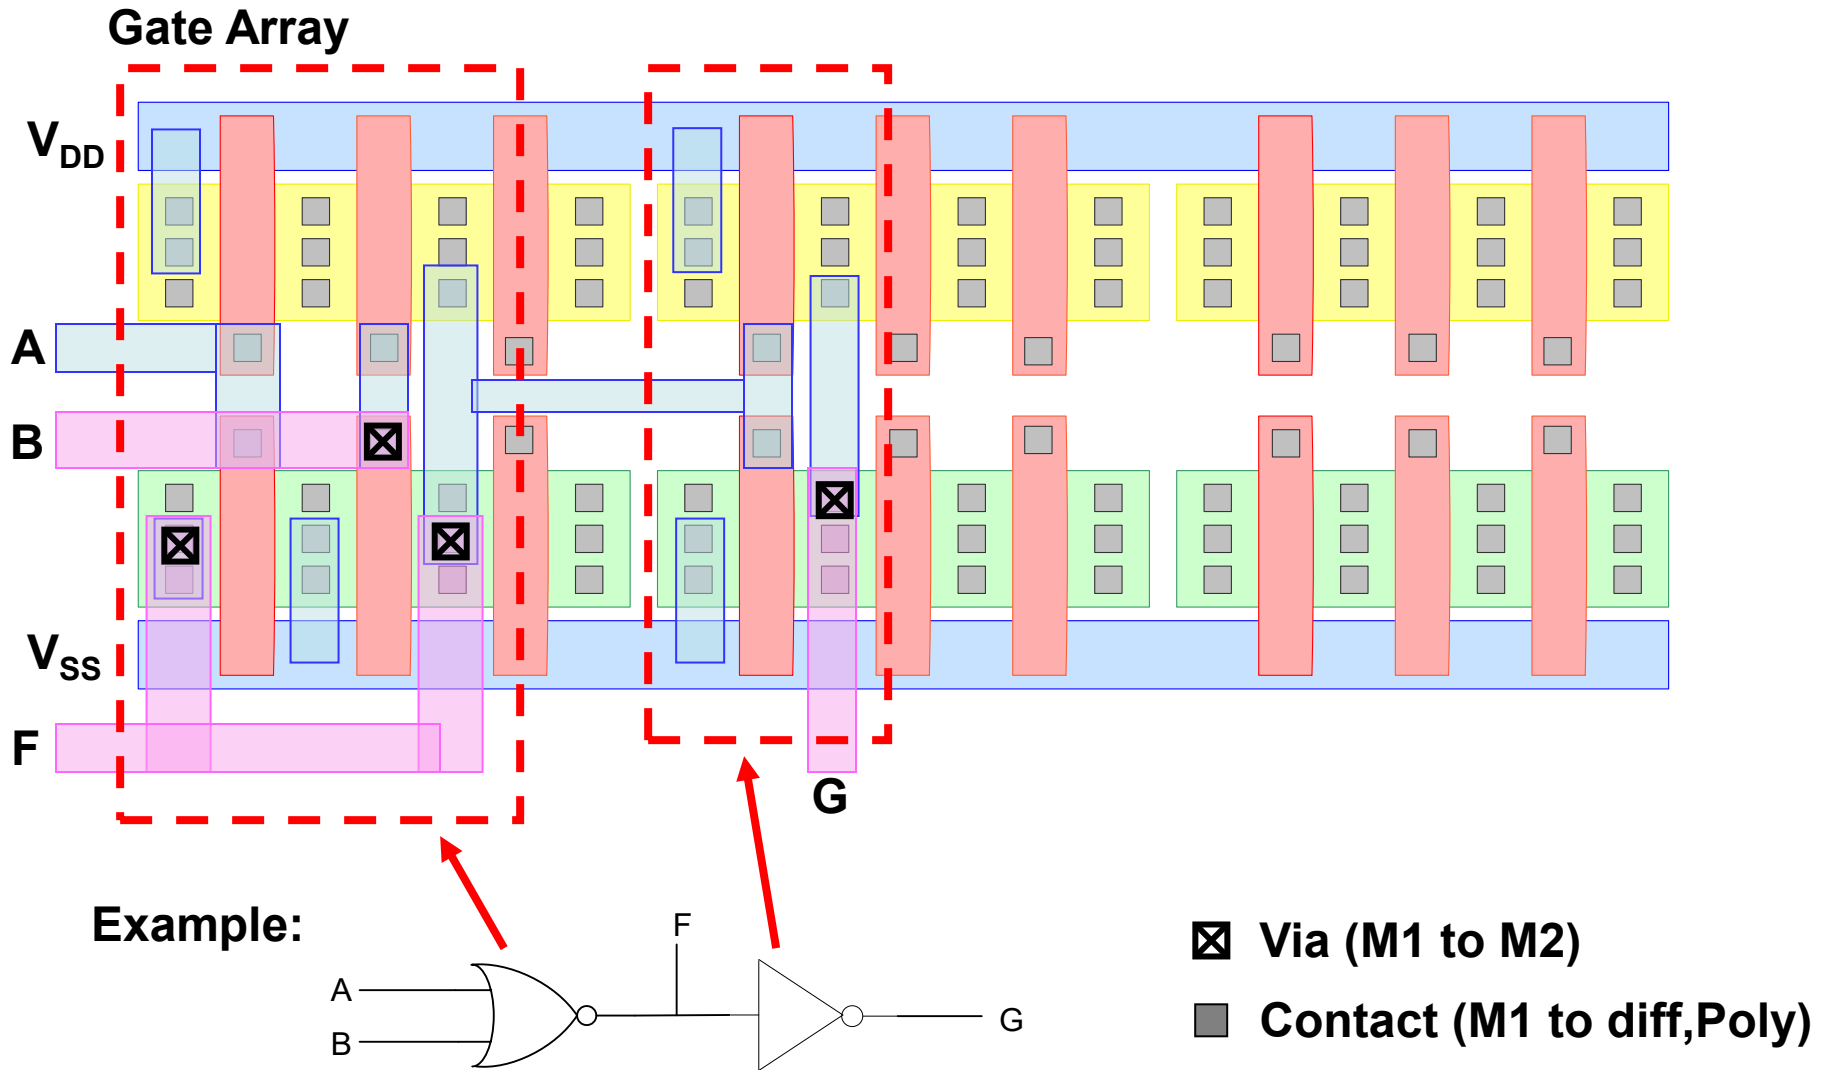 Gate Array
VDD
A
B
VSS
F
G
Example:
F
A
B
G
Via (M1 to M2)
Contact (M1 to diff,Poly)